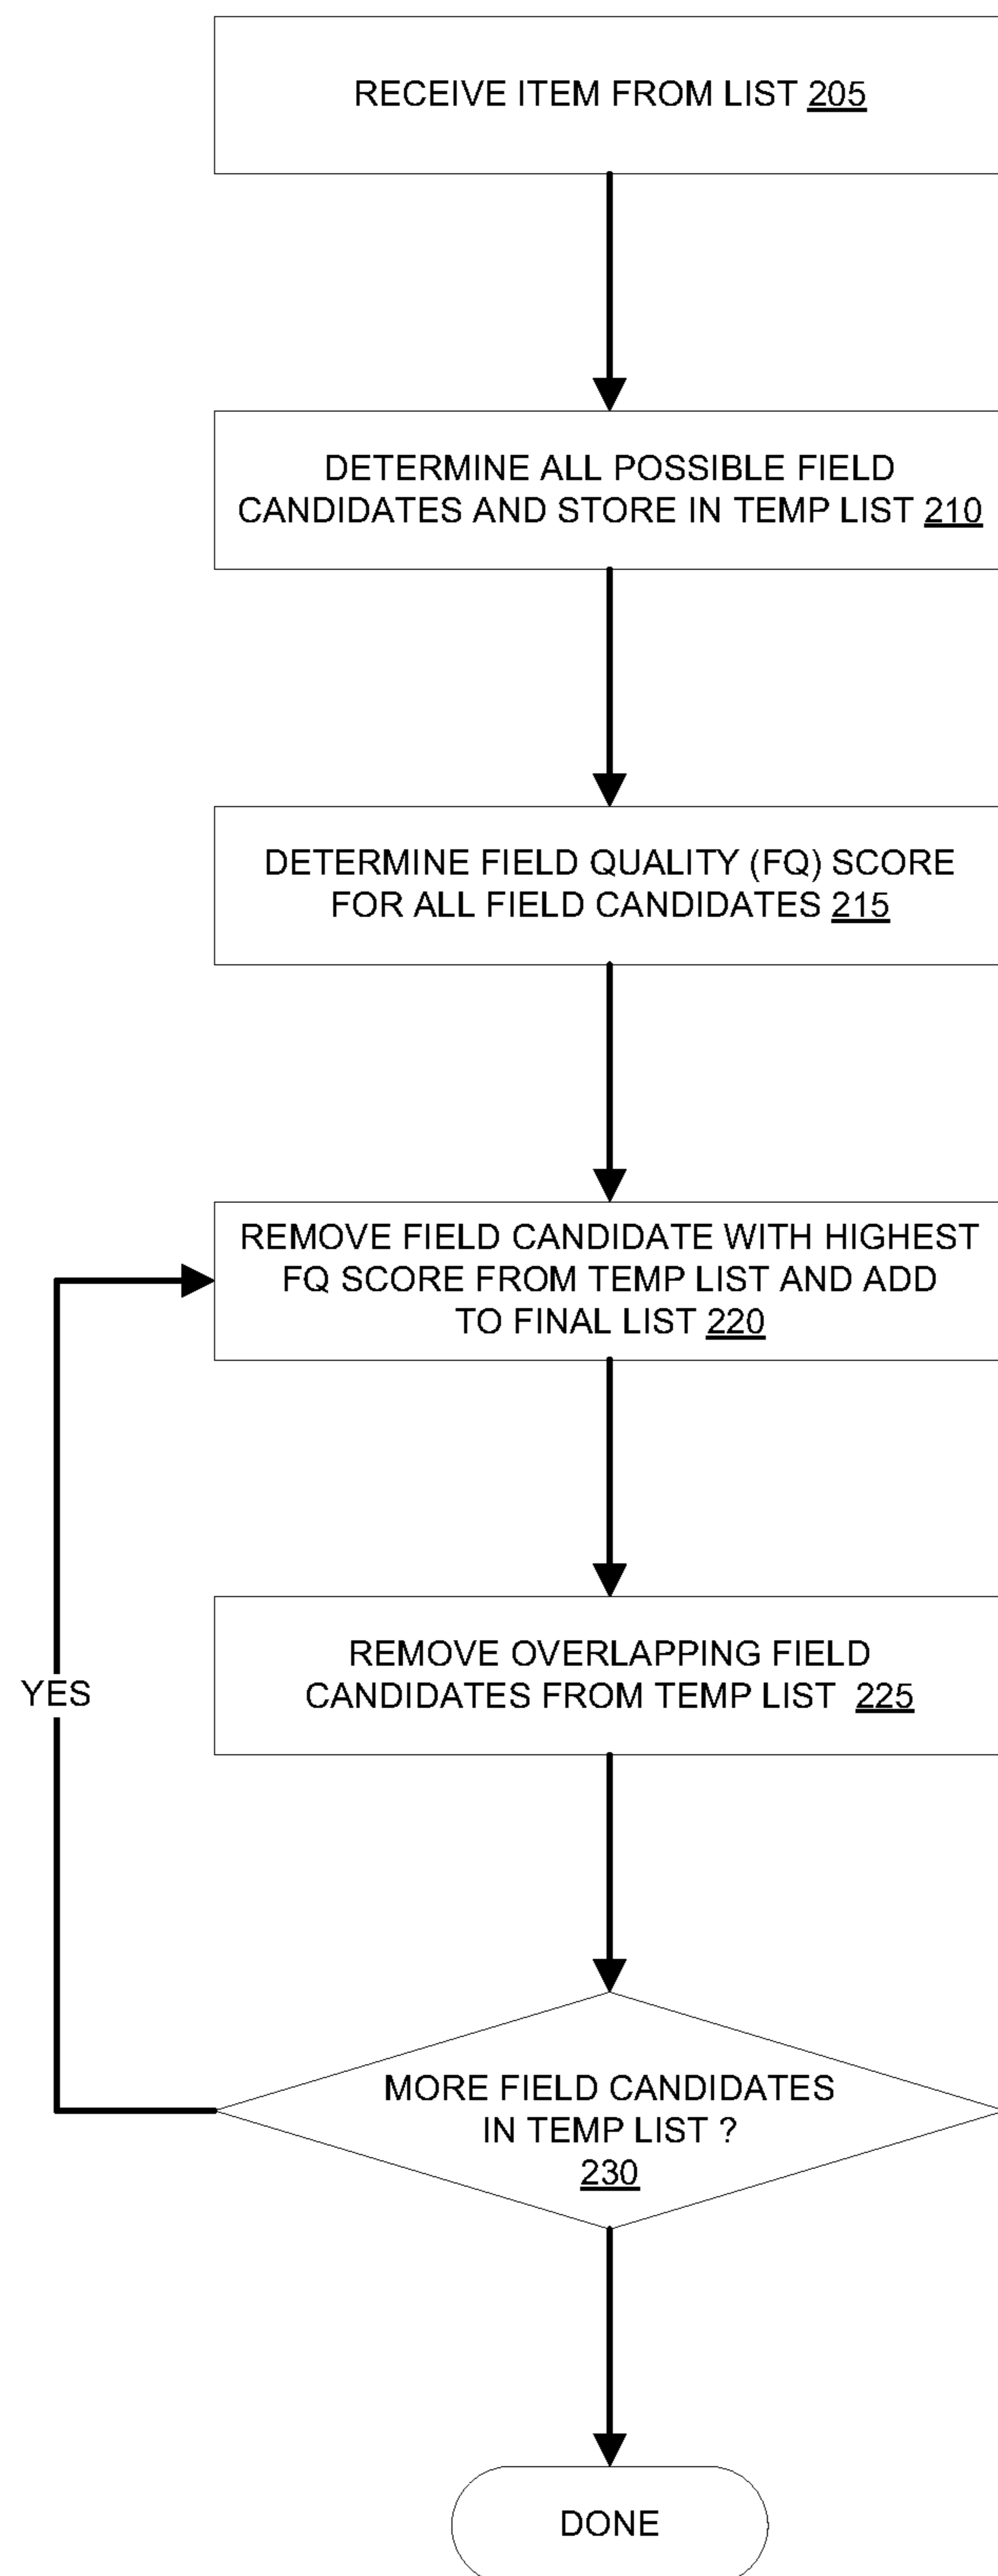 RECEIVE ITEM FROM LIST 205
DETERMINE ALL POSSIBLE FIELD
CANDIDATES AND STORE IN TEMP LIST 210
DETERMINE FIELD QUALITY (FQ) SCORE
FOR ALL FIELD CANDIDATES 215
REMOVE FIELD CANDIDATE WITH HIGHEST
FQ SCORE FROM TEMP LIST AND ADD
TO FINAL LIST 220
REMOVE OVERLAPPING FIELD
CANDIDATES FROM TEMP LIST 225
YES
MORE FIELD CANDIDATES
IN TEMP LIST ?
230
DONE